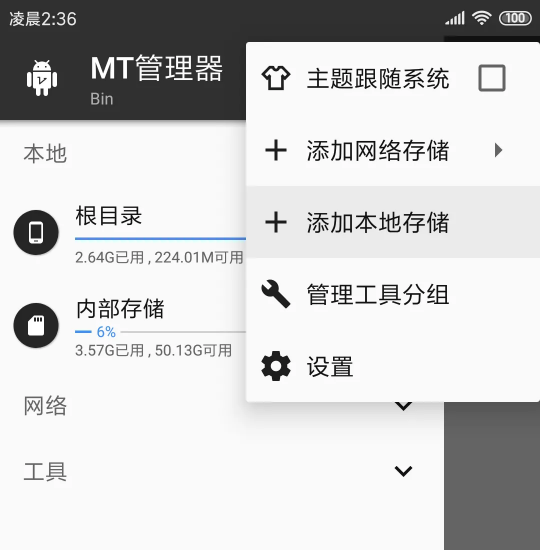 凌晨2:36
100
MT管理器
Bin
本地
根目录
2.64G已用 , 224.01M可用
内部存储
6%
3.57G已用 , 50.13G可用
网络
工具
主题跟随系统
添加网络存储
添加本地存储
管理工具分组
设置